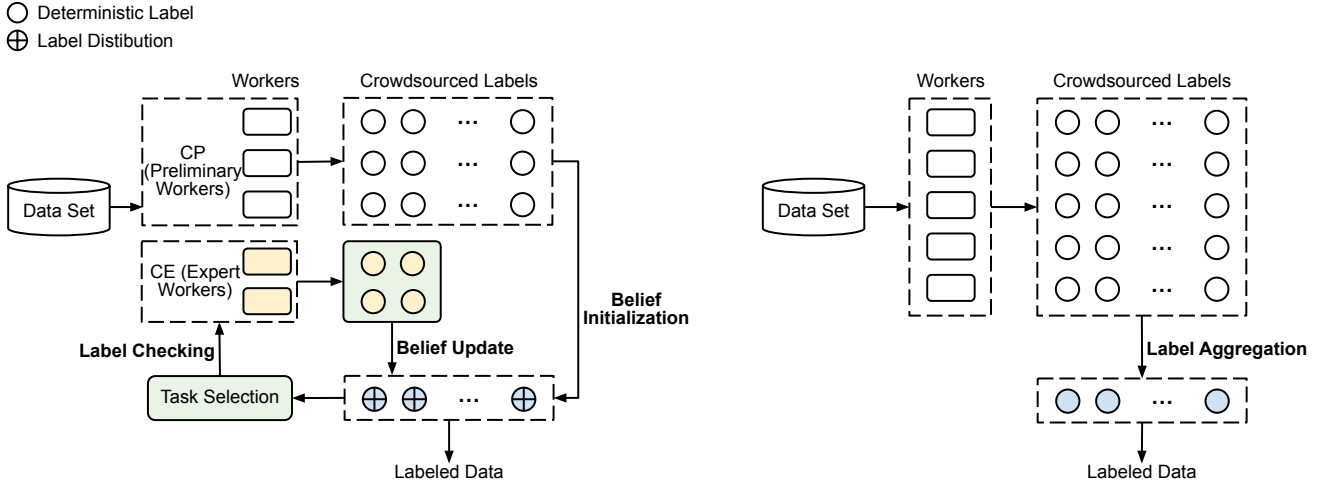 Deterministic Label
Label Distibution
Workers
Crowdsourced Labels
CP
(Preliminary
Workers)
...
...
...
Data Set
CE (Expert
Workers)
Belief
Initialization
Label Checking
Belief Update
Task Selection
...
Labeled Data
Workers
Crowdsourced Labels
...
...
...
...
...
Data Set
Label Aggregation
...
Labeled Data